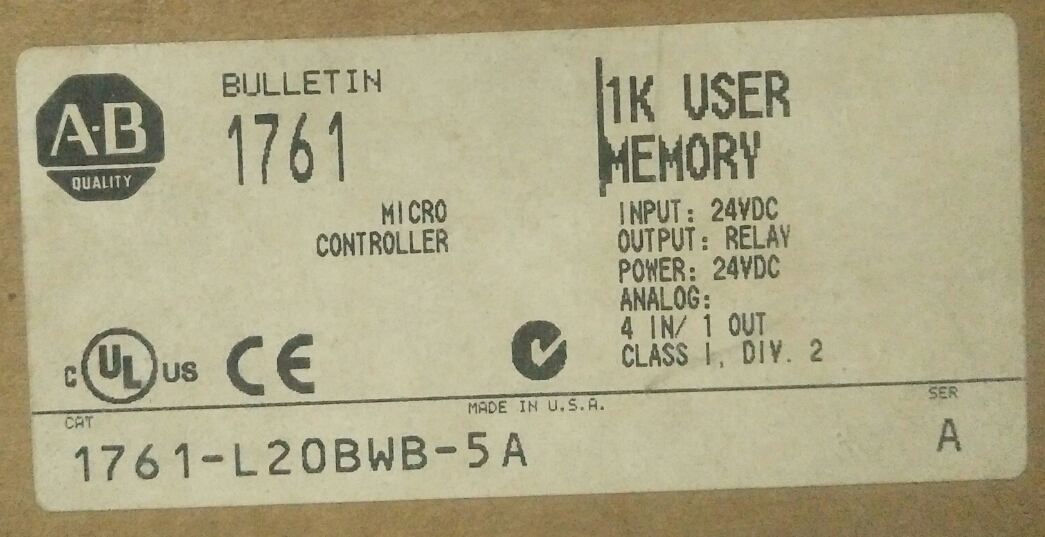 A-B
QUALITY
BULLETIN
1761
MICRO
CONTROLLER
1K USER
MEMORY
INPUT: 24VDC
OUTPUT: RELAY
POWER: 24VDC
ANALOG:
4 IN/ 1 OUT
CLASS I, DIV. 2
C UL US CE
MADE IN U.S.A.
CAT
1761-L20BWB-5A
SER
A